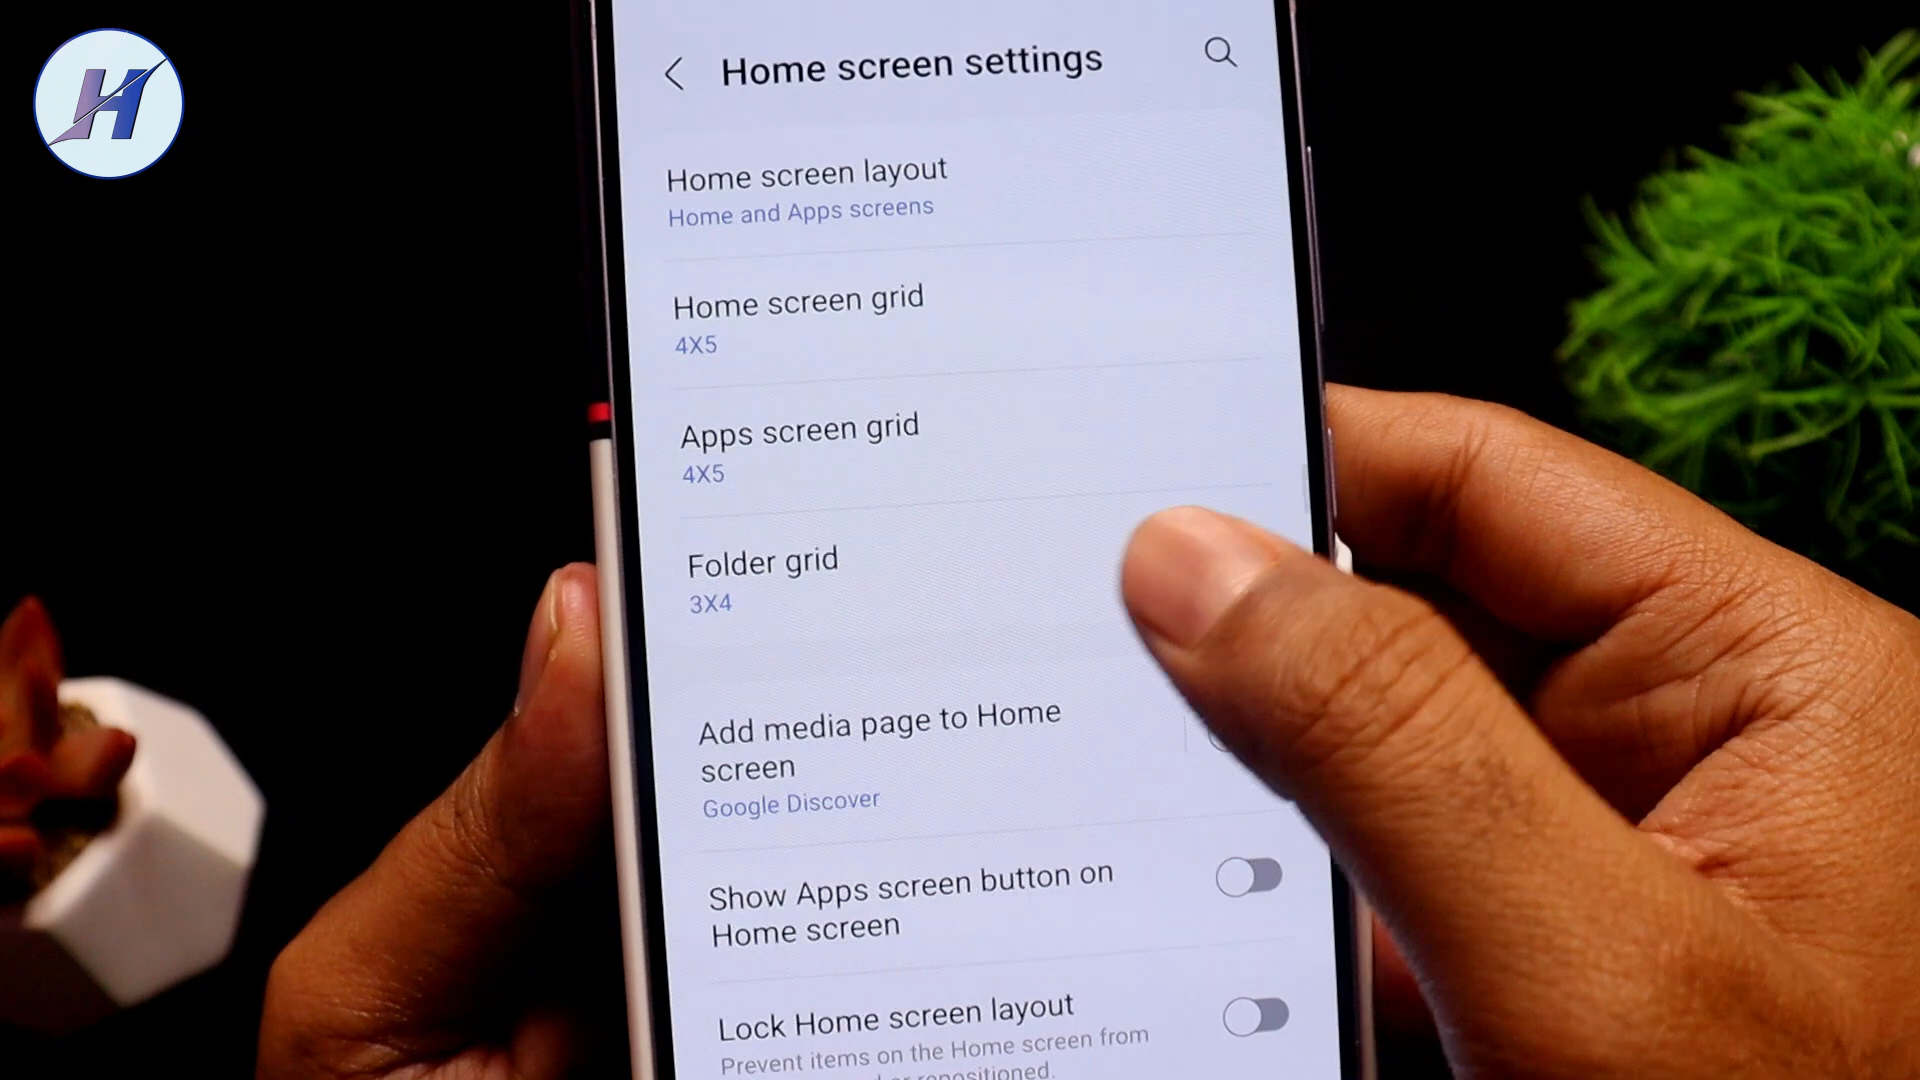 H
Home screen settings
Home screen layout
Home and Apps screens
Home screen grid
4X5
Apps screen grid
4X5
Folder grid
3X4
Add media page to Home
screen
Google Discover
Show Apps screen button on
Home screen
Lock Home screen layout
Prevent items on the Home screen from
or repositioned.